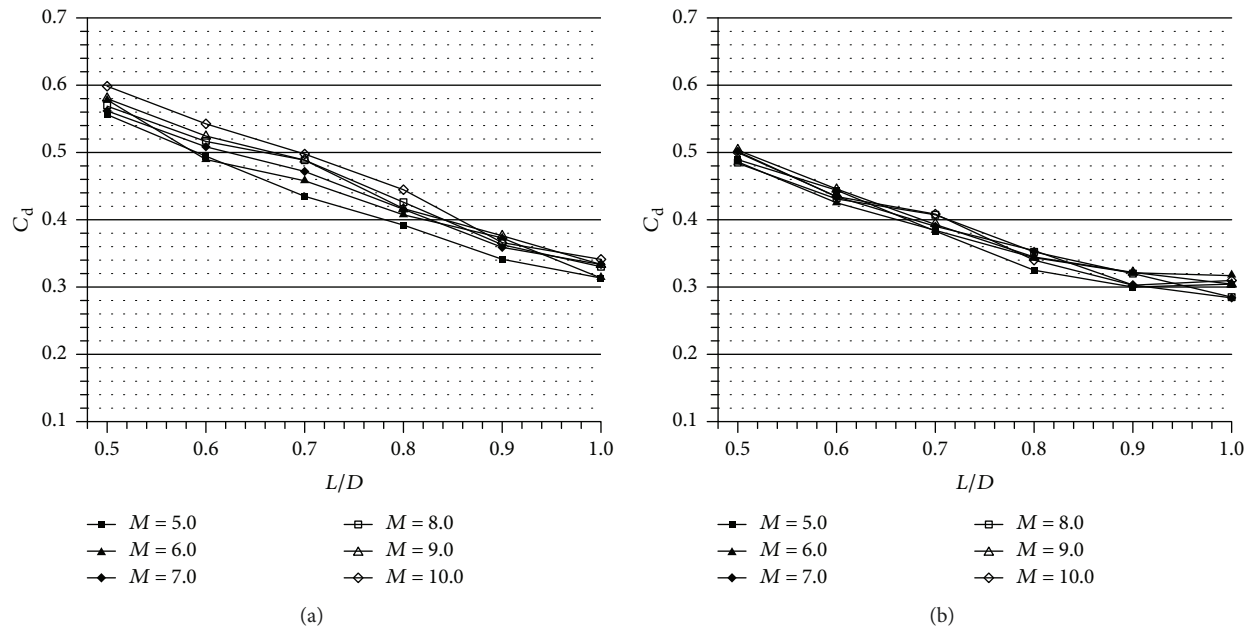 0.7
0.6
0.5
0.4
0.3
0.2
0.1
C_d
0.5 0.6 0.7 0.8 0.9 1.0
L/D
M = 5.0
M = 6.0
M = 7.0
M = 8.0
M = 9.0
M = 10.0
(a)
0.7
0.6
0.5
0.4
0.3
0.2
0.1
C_d
0.5 0.6 0.7 0.8 0.9 1.0
L/D
M = 5.0
M = 6.0
M = 7.0
M = 8.0
M = 9.0
M = 10.0
(b)